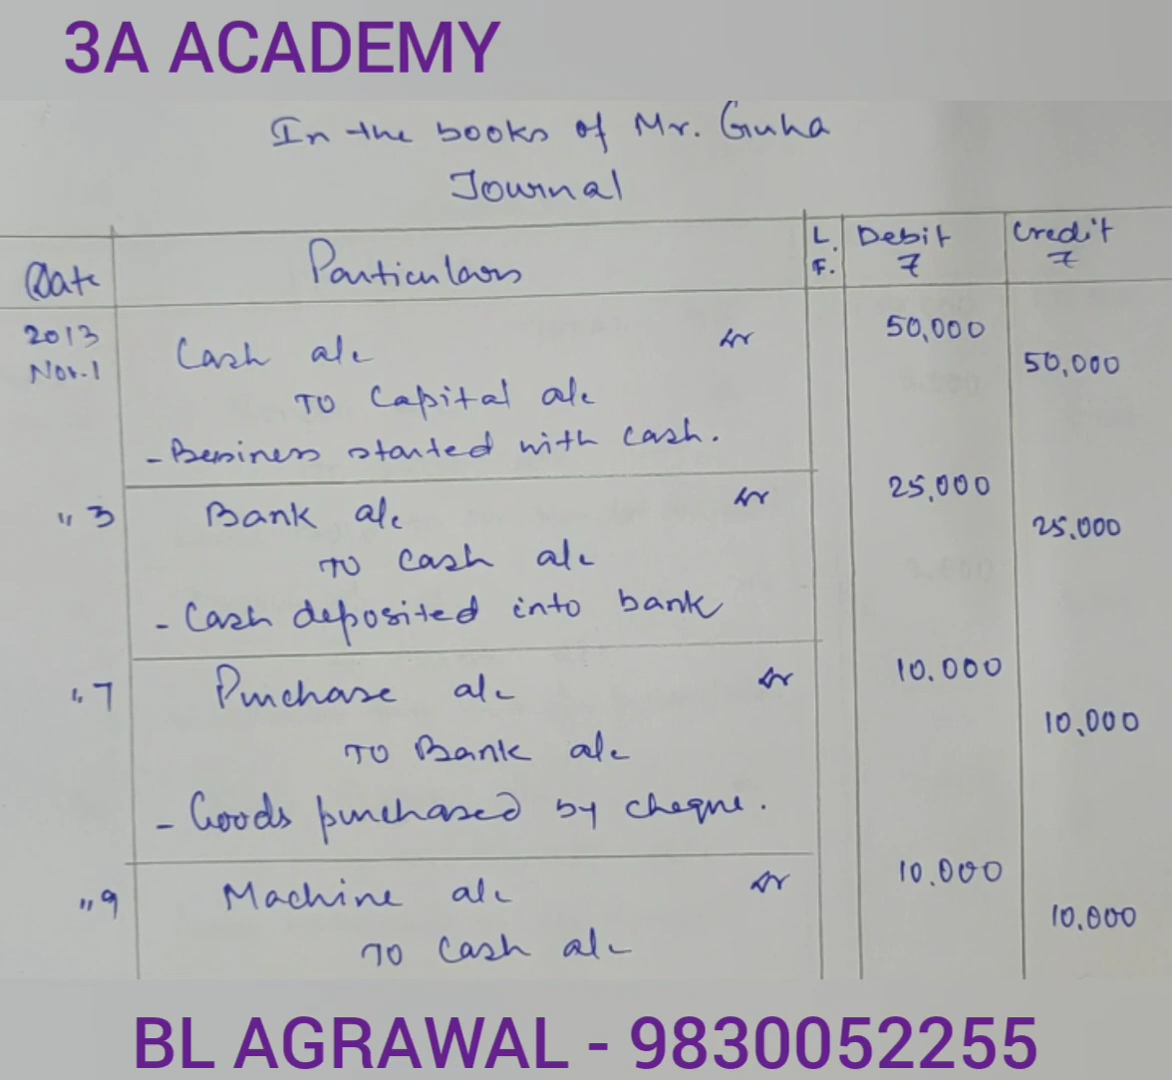 3A ACADEMY
In the books of Mr. Guha
Journal
Date Particulars L.F. Debit ₹ Credit ₹
2013
Nov.1 Cash a/c dr 50,000
To Capital a/c 50,000
- Business started with cash.
" 3 Bank a/c dr 25,000
To Cash a/c 25,000
- Cash deposited into bank
" 7 Purchase a/c dr 10,000
To Bank a/c 10,000
- Goods purchased by cheque.
" 9 Machine a/c dr 10,000
To Cash a/c 10,000
BL AGRAWAL - 9830052255